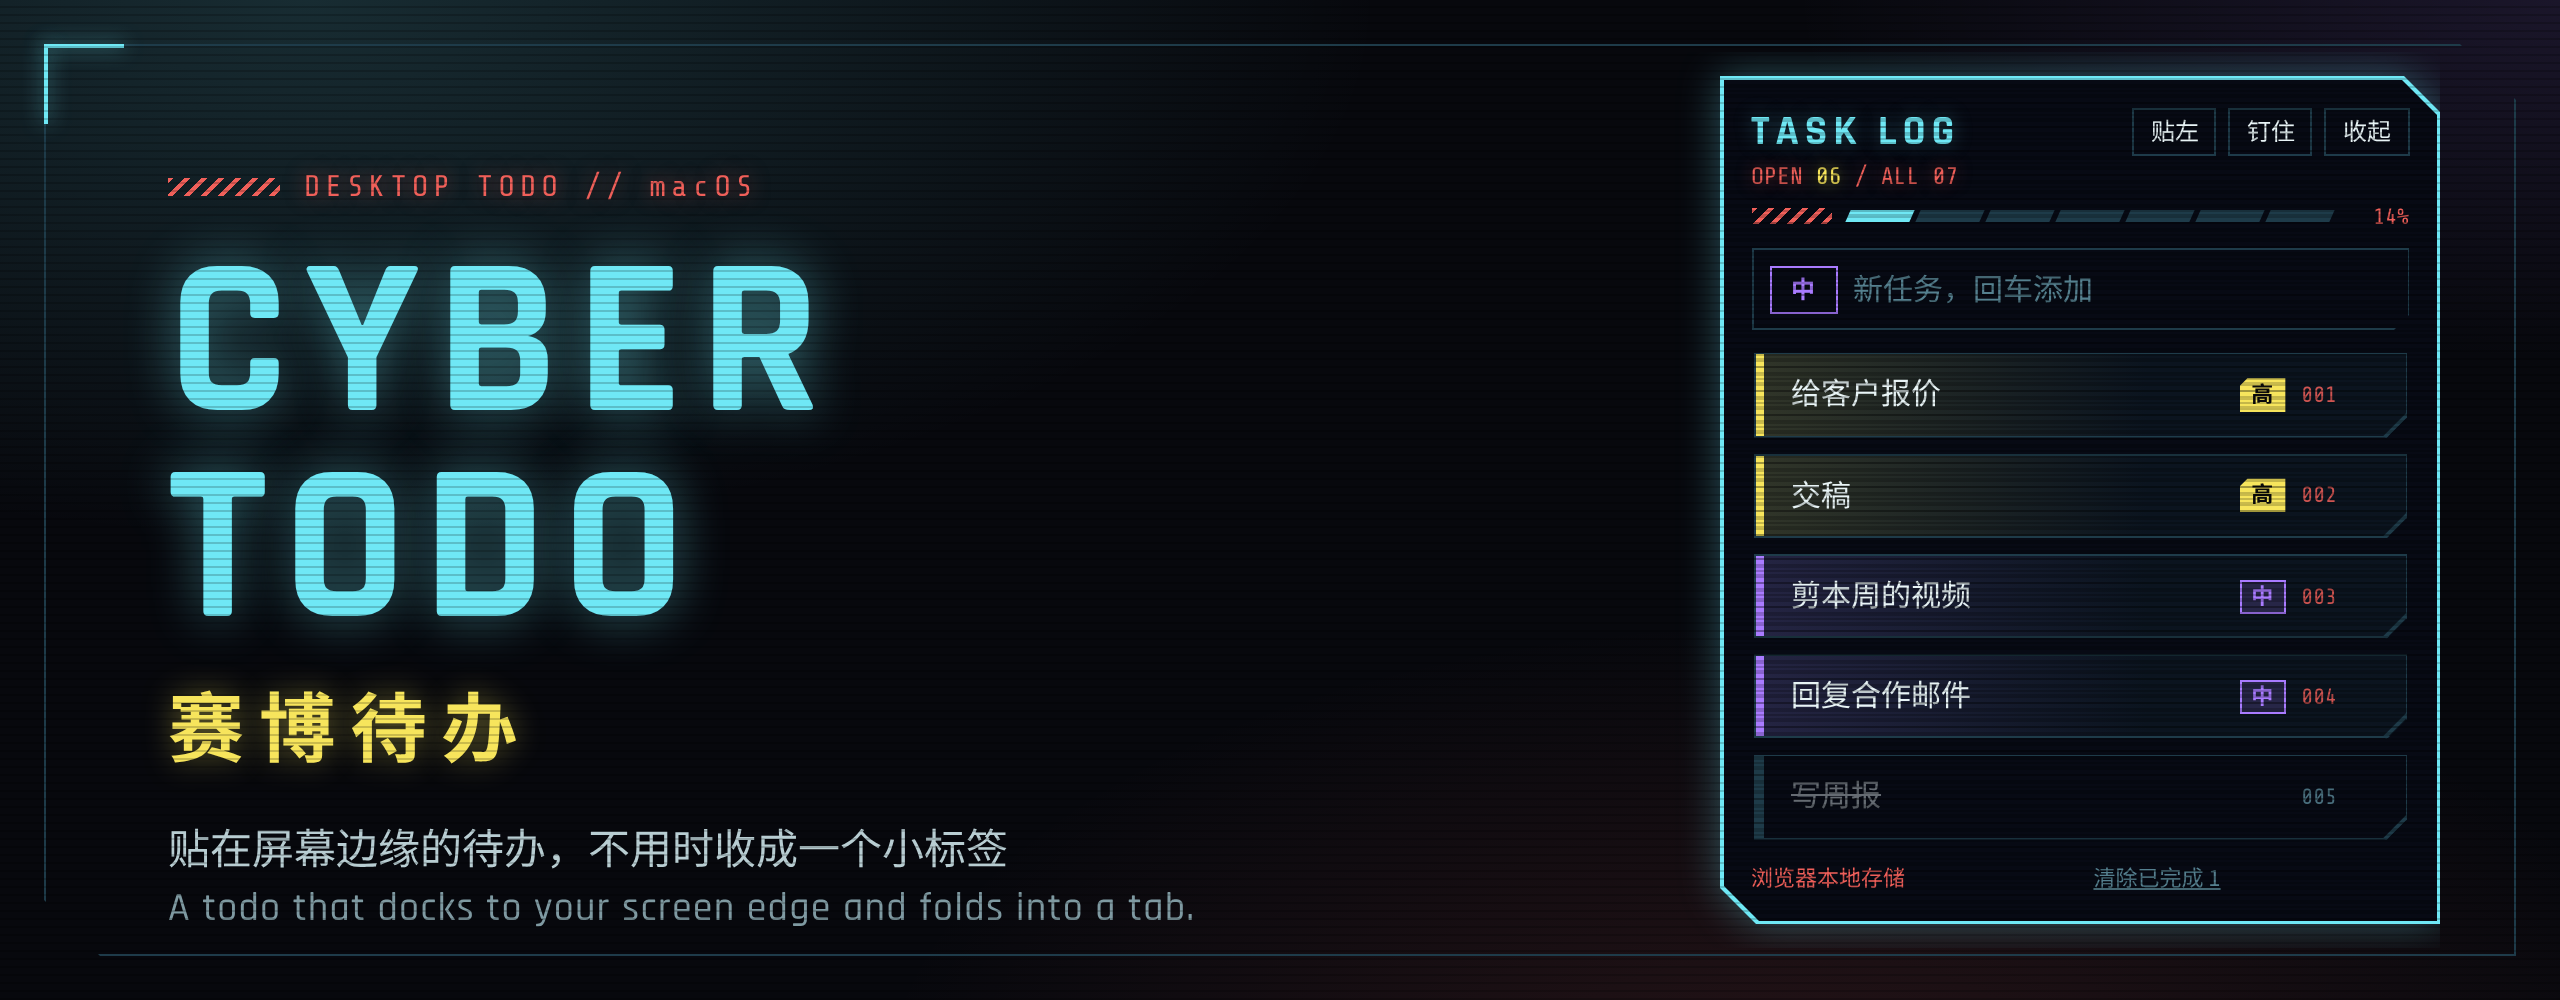 DESKTOP TODO // macOS
CYBER
TODO
赛博待办
贴在屏幕边缘的待办，不用时收成一个小标签
A todo that docks to your screen edge and folds into a tab.
TASK LOG
贴左 钉住 收起
OPEN 06 / ALL 07
14%
中 新任务，回车添加
给客户报价 高 001
交稿 高 002
剪本周的视频 中 003
回复合作邮件 中 004
写周报 005
浏览器本地存储 清除已完成 1